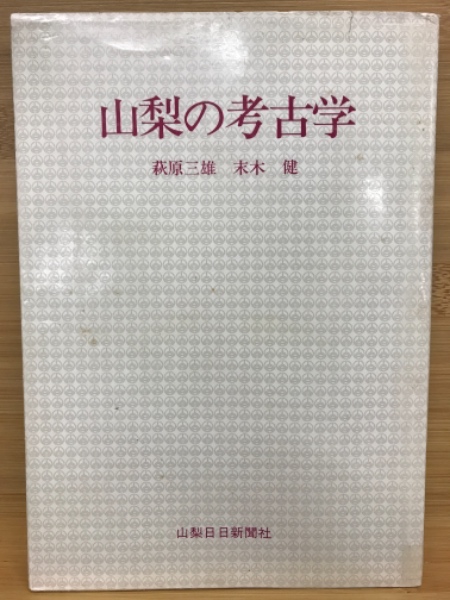 山梨の考古学
萩原三雄 末木 健
山梨日日新聞社